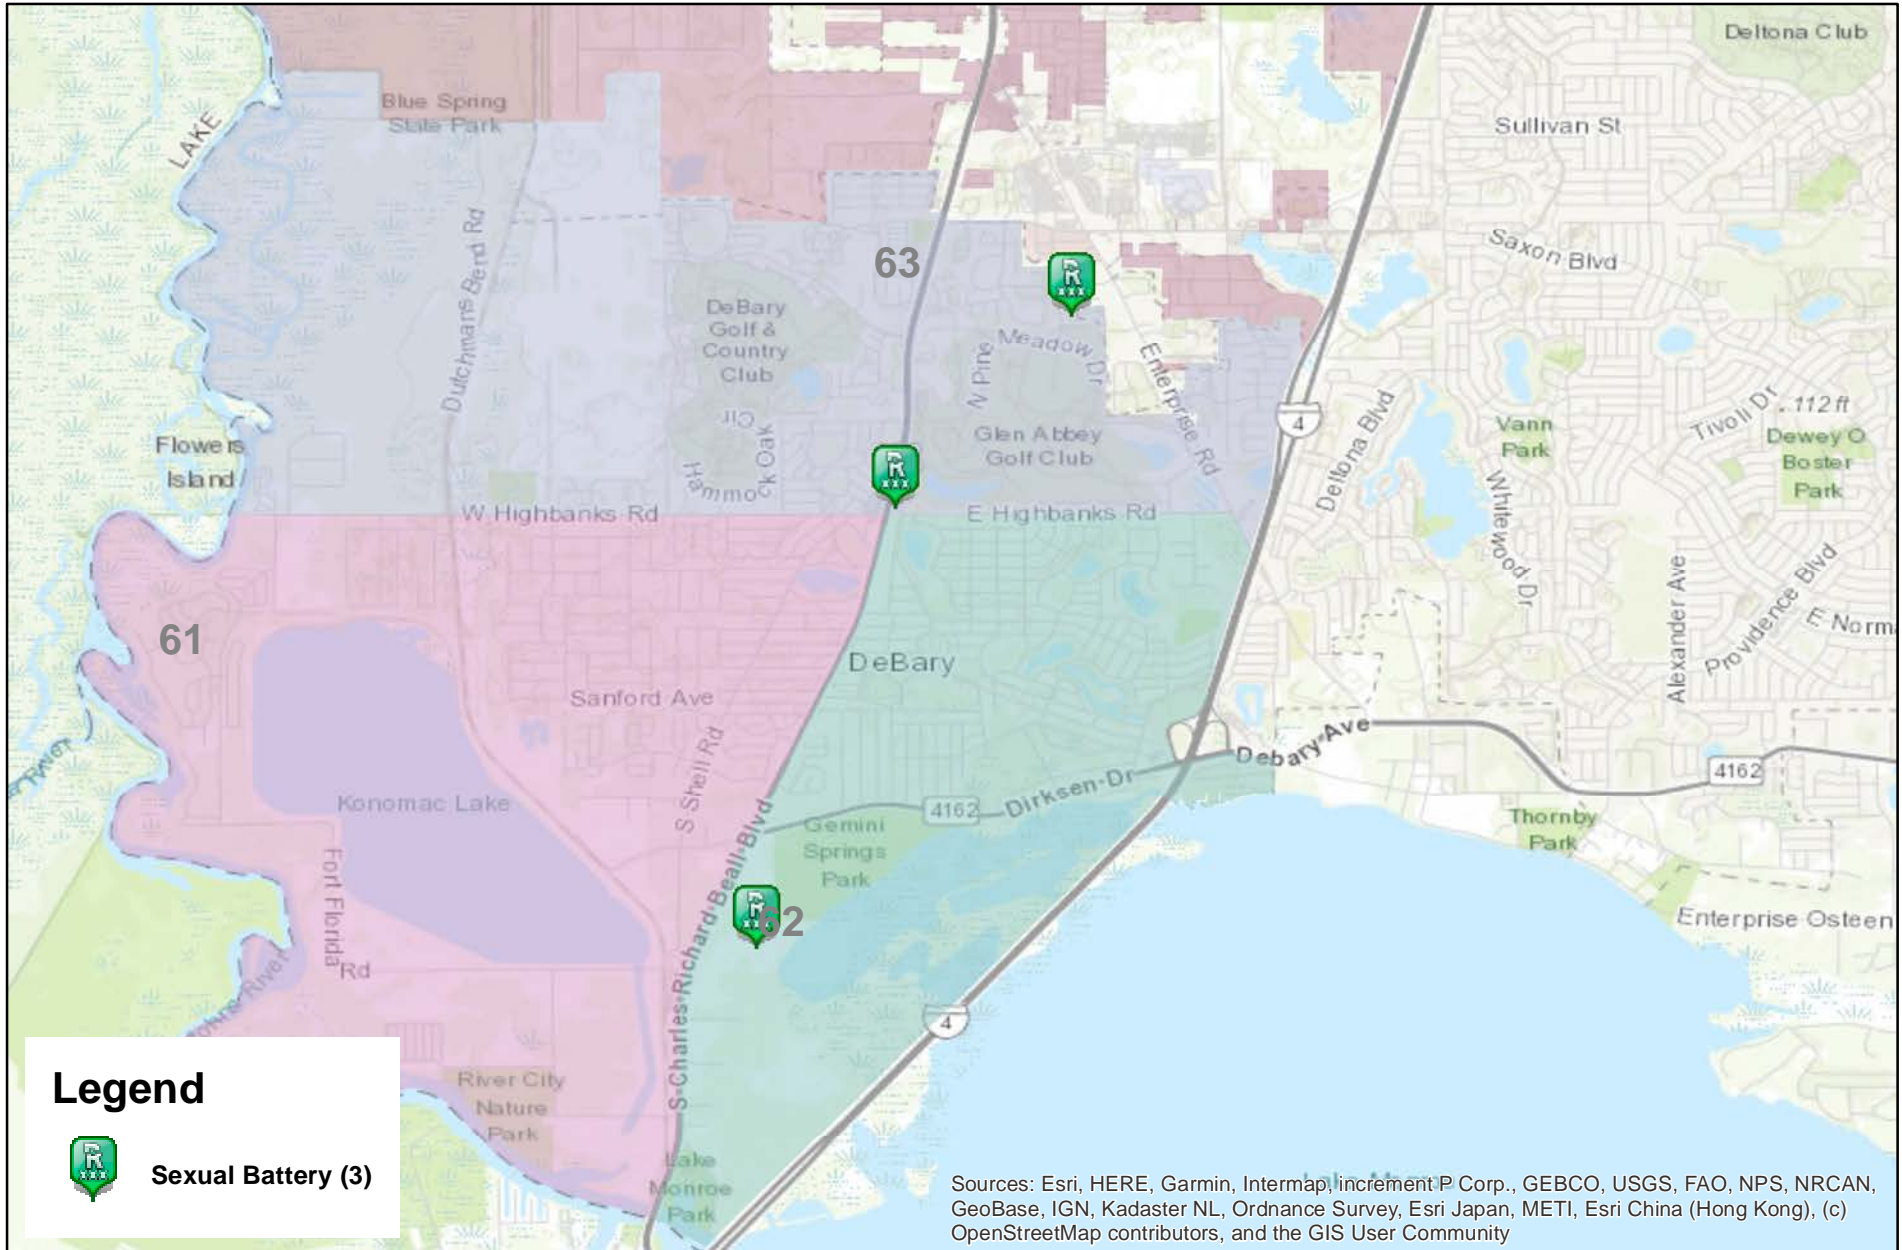 Deltona Club
Blue Spring
State Park
LAKE
Sullivan St
Dutchmans Bend Rd
63
Saxon Blvd
DeBary
Golf &
Country
Club
N Pine
Meadow Dr
Enterprise Rd
4
Deltona Blvd
Tivoli Dr
112 ft
Vann
Park
Dewey O
Boster
Park
Flowers
Island
Hammock Oak
Cir
Glen Abbey
Golf Club
Whitewood Dr
W Highbanks Rd
E Highbanks Rd
Alexander Ave
Providence Blvd
E Norm
61
DeBary
Sanford Ave
S Shell Rd
River
Debary Ave
4162
Konomac Lake
4162
Dirksen Dr
Gemini
Springs
Park
Thornby
Park
Fort Florida
Rd
S Charles Richard Beall Blvd
62
Enterprise Osteen
4
River
River City
Nature
Park
Lake
Monroe
Park
Legend
Sexual Battery (3)
Sources: Esri, HERE, Garmin, Intermap, increment P Corp., GEBCO, USGS, FAO, NPS, NRCAN,
GeoBase, IGN, Kadaster NL, Ordnance Survey, Esri Japan, METI, Esri China (Hong Kong), (c)
OpenStreetMap contributors, and the GIS User Community